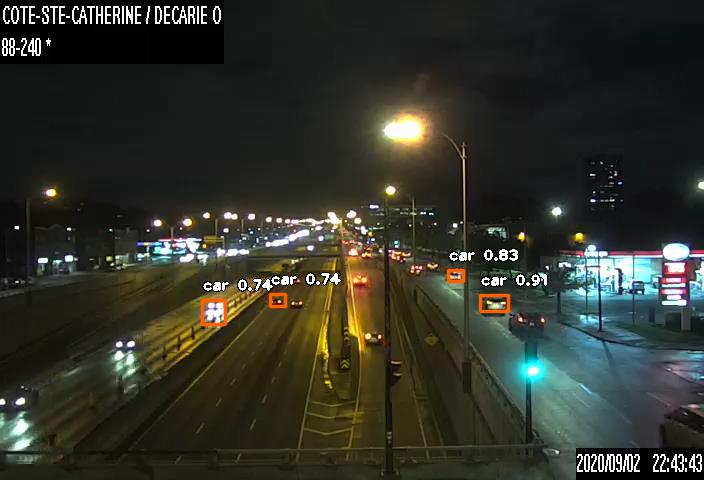 COTE-STE-CATHERINE / DECARIE O
88-240 *
car 0.83
car 0.74
car 0.74
car 0.91
2020/09/02 22:43:43